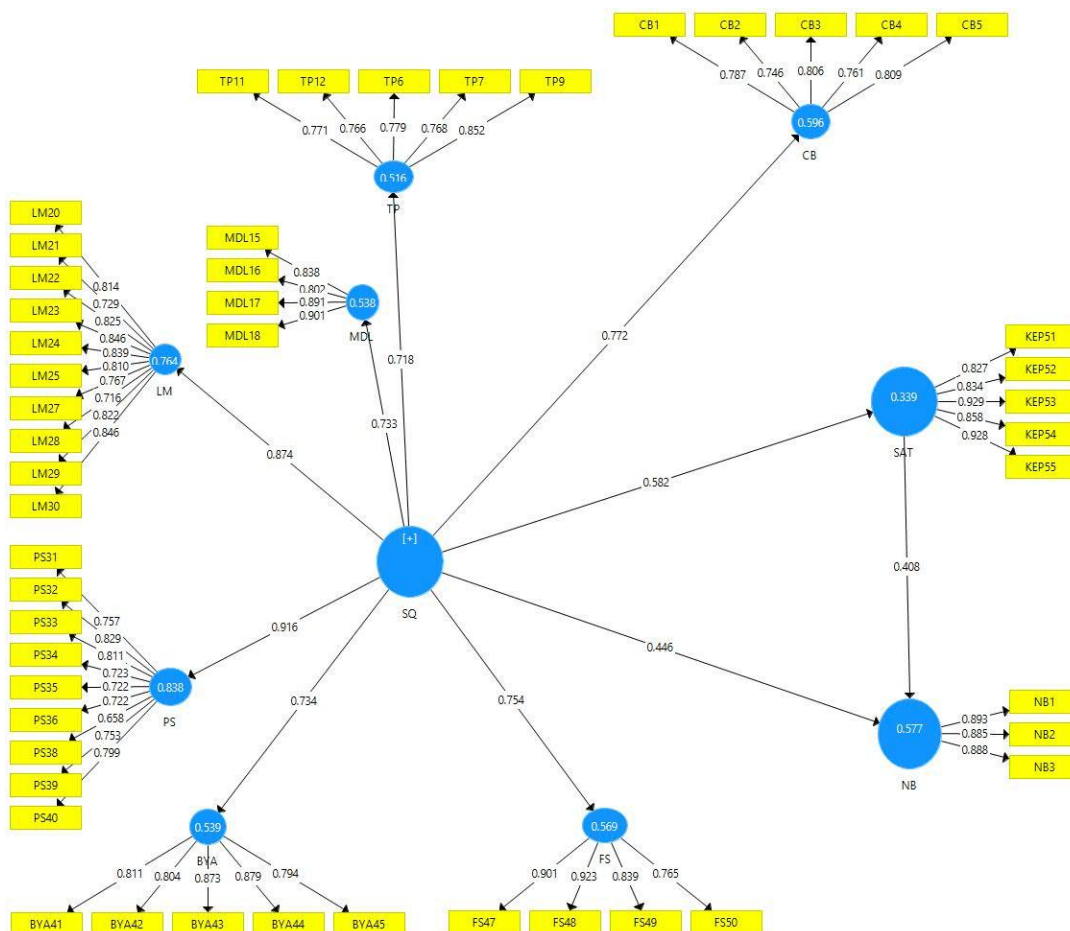 CB1 CB2 CB3 CB4 CB5
0.787 0.746 0.806 0.761 0.809
0.596
CB
TP11 TP12 TP6 TP7 TP9
0.771 0.766 0.779 0.768 0.852
0.516
TP
MDL15
MDL16
MDL17
MDL18
0.838
0.802
0.891
0.901
0.538
MDL
LM20
LM21
LM22
LM23
LM24
LM25
LM27
LM28
LM29
LM30
0.814
0.729
0.825
0.846
0.839
0.810
0.767
0.716
0.822
0.846
0.764
LM
0.718
0.772
0.733
0.874
KEP51
KEP52
KEP53
KEP54
KEP55
0.827
0.834
0.929
0.858
0.928
0.339
SAT
0.582
0.408
[+]
SQ
0.916
0.446
0.734
0.754
PS31
PS32
PS33
PS34
PS35
PS36
PS38
PS39
PS40
0.757
0.829
0.811
0.723
0.722
0.722
0.658
0.753
0.799
0.838
PS
NB1
NB2
NB3
0.893
0.885
0.888
0.577
NB
0.539
BYA
0.811 0.804 0.873 0.879 0.794
BYA41 BYA42 BYA43 BYA44 BYA45
0.569
FS
0.901 0.923 0.839 0.765
FS47 FS48 FS49 FS50